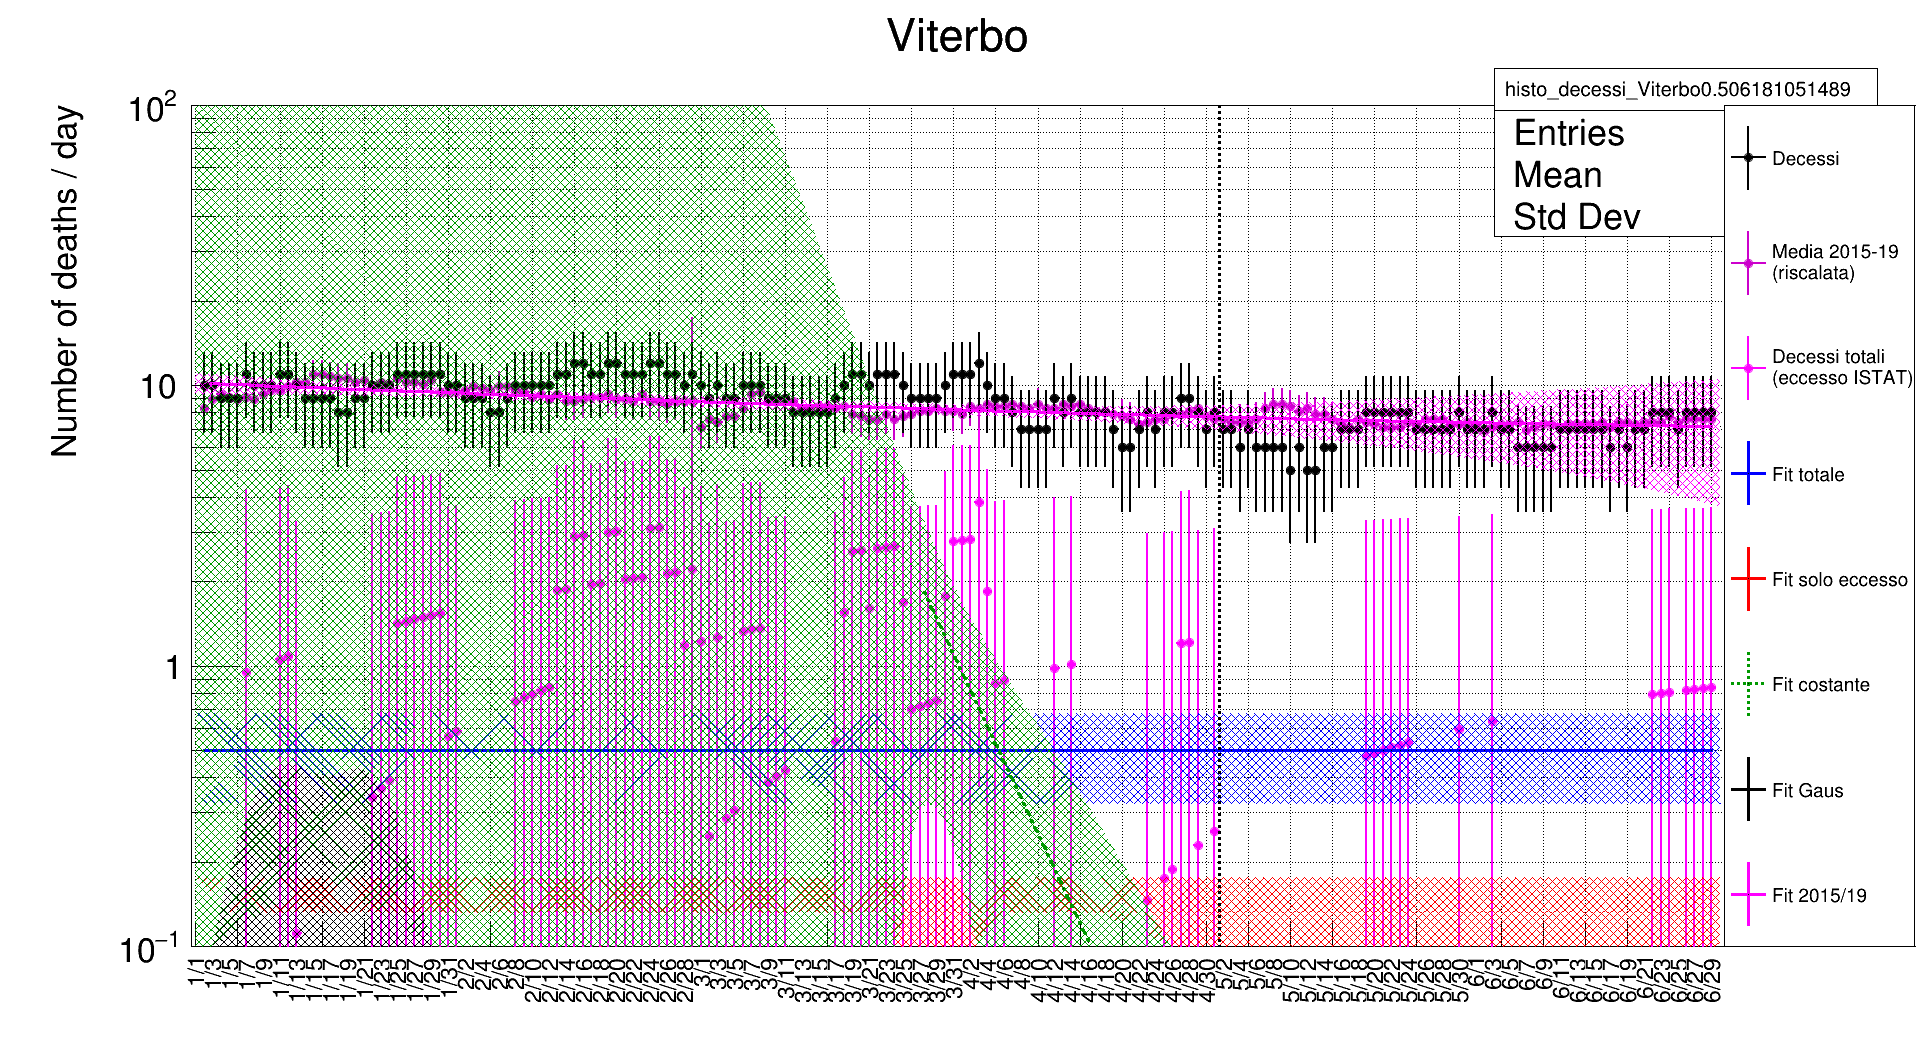 Viterbo
histo_decessi_Viterbo0.506181051489
Entries
Mean
Std Dev
Number of deaths / day
10²
10
1
10⁻¹
Decessi
Media 2015-19
(riscalata)
Decessi totali
(eccesso ISTAT)
Fit totale
Fit solo eccesso
Fit costante
Fit Gaus
Fit 2015/19
1/1 1/3 1/5 1/7 1/9 1/11 1/13 1/15 1/17 1/19 1/21 1/23 1/25 1/27 1/29 1/31 2/2 2/4 2/6 2/8 2/10 2/12 2/14 2/16 2/18 2/20 2/22 2/24 2/26 2/28 3/1 3/3 3/5 3/7 3/9 3/11 3/13 3/15 3/17 3/19 3/21 3/23 3/25 3/27 3/29 3/31 4/2 4/4 4/6 4/8 4/10 4/12 4/14 4/16 4/18 4/20 4/22 4/24 4/26 4/28 4/30 5/2 5/4 5/6 5/8 5/10 5/12 5/14 5/16 5/18 5/20 5/22 5/24 5/26 5/28 5/30 6/1 6/3 6/5 6/7 6/9 6/11 6/13 6/15 6/17 6/19 6/21 6/23 6/25 6/27 6/29